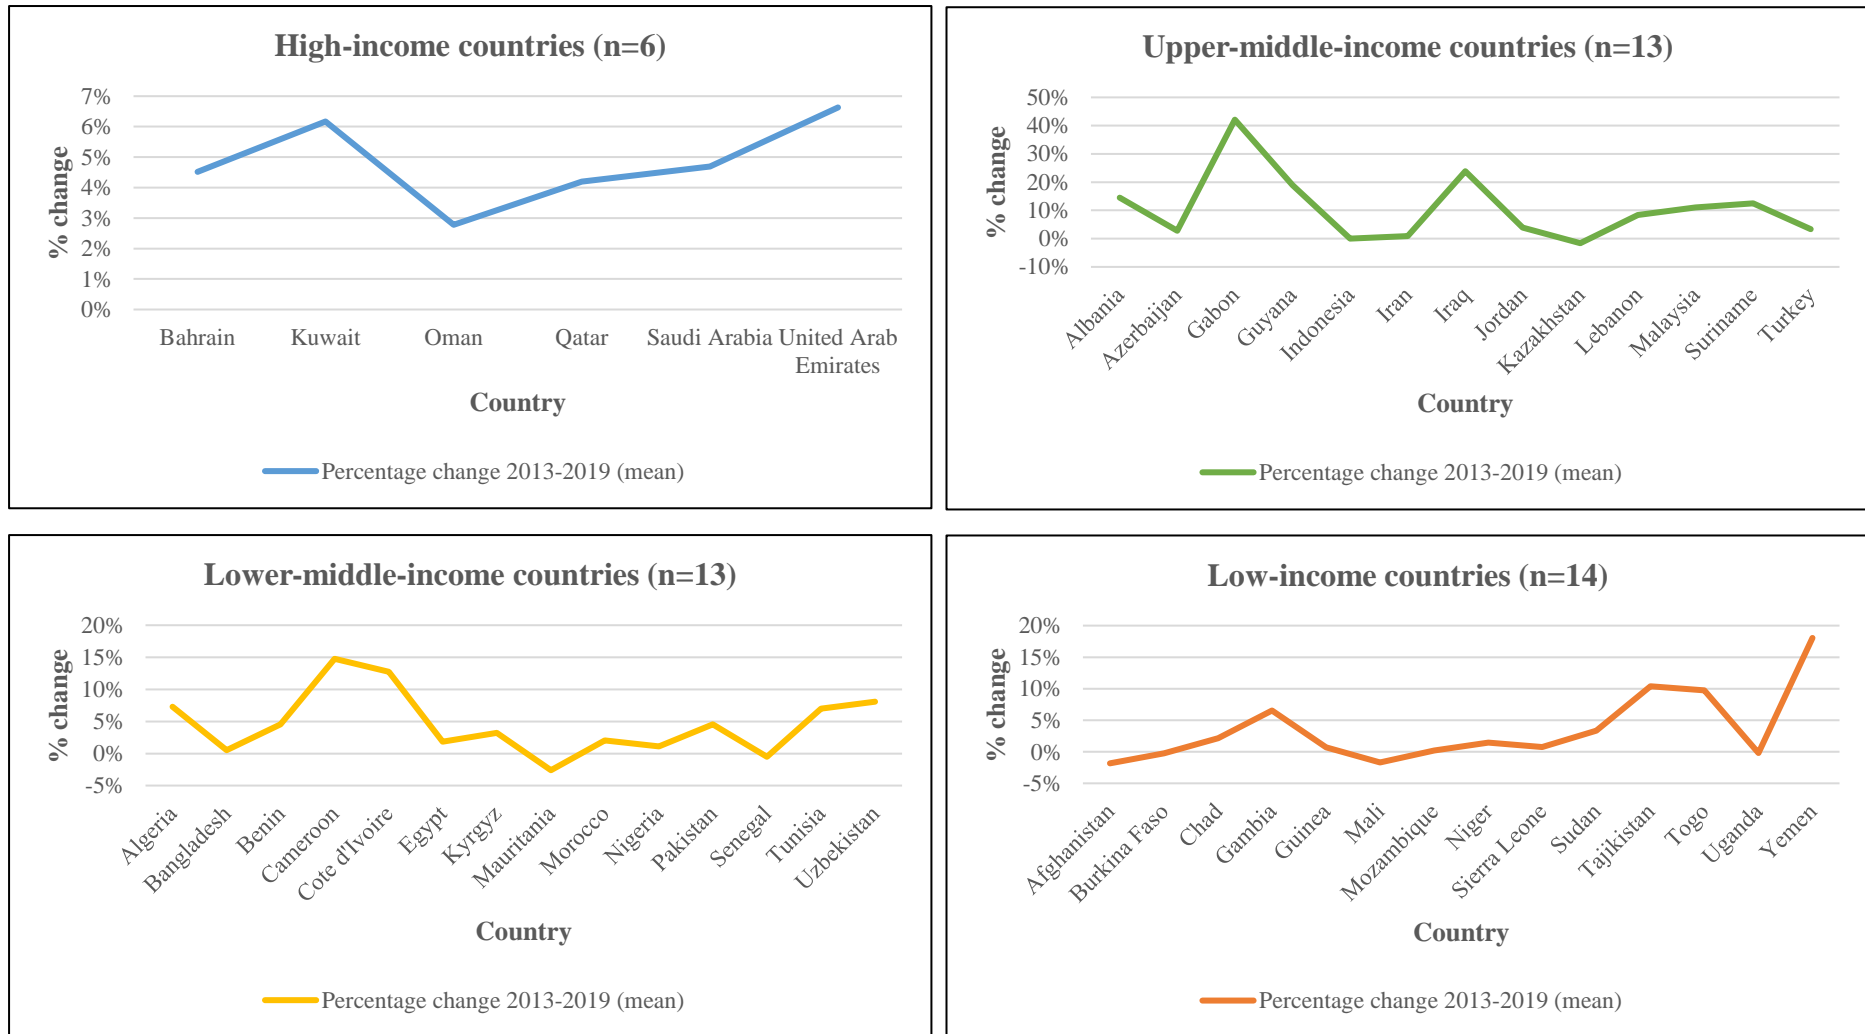 High-income countries (n=6)
% change
7%
6%
5%
4%
3%
2%
1%
0%
Bahrain Kuwait Oman Qatar Saudi Arabia United Arab
Emirates
Country
Percentage change 2013-2019 (mean)
Upper-middle-income countries (n=13)
% change
50%
40%
30%
20%
10%
0%
-10%
Albania
Azerbaijan
Gabon
Guyana
Indonesia
Iran
Iraq
Jordan
Kazakhstan
Lebanon
Malaysia
Suriname
Turkey
Country
Percentage change 2013-2019 (mean)
Lower-middle-income countries (n=13)
% change
20%
15%
10%
5%
0%
-5%
Algeria
Bangladesh
Benin
Cameroon
Cote d'Ivoire
Egypt
Kyrgyz
Mauritania
Morocco
Nigeria
Pakistan
Senegal
Tunisia
Uzbekistan
Country
Percentage change 2013-2019 (mean)
Low-income countries (n=14)
% change
20%
15%
10%
5%
0%
-5%
Afghanistan
Burkina Faso
Chad
Gambia
Guinea
Mali
Mozambique
Niger
Sierra Leone
Sudan
Tajikistan
Togo
Uganda
Yemen
Country
Percentage change 2013-2019 (mean)